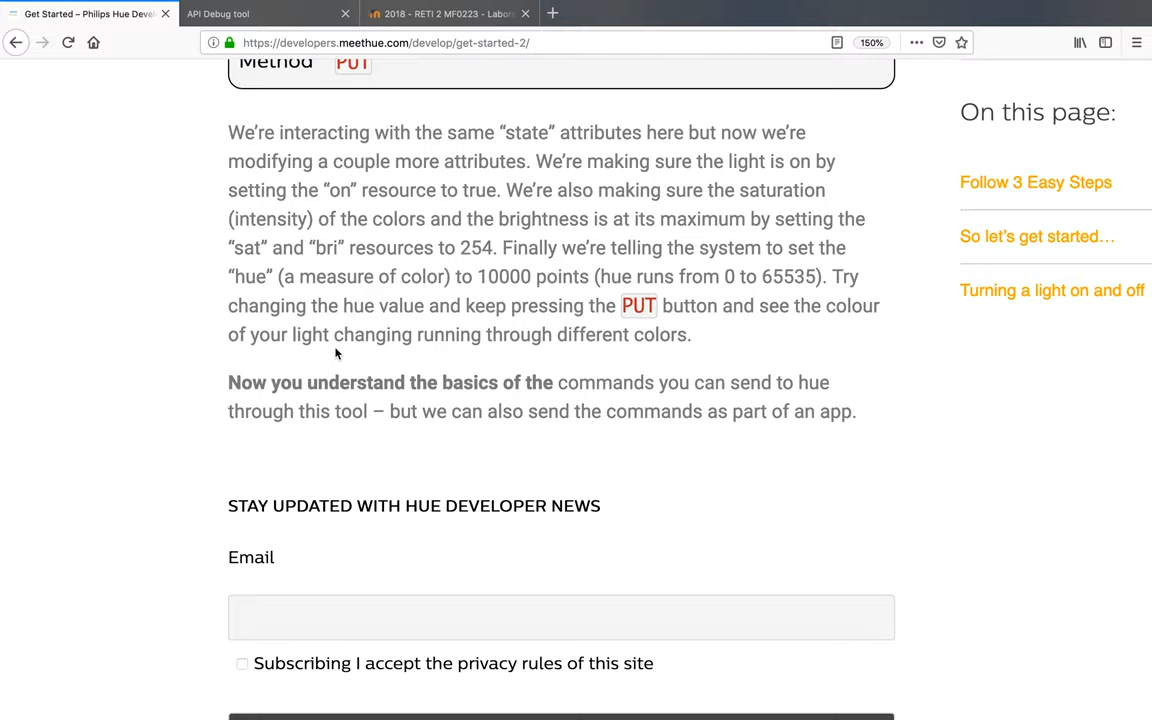 Get Started – Philips Hue Devel
API Debug tool
2018 - RETI 2 MF0223 - Labor
https://developers.meethue.com/develop/get-started-2/
150%
Method PUT
We’re interacting with the same “state” attributes here but now we’re
modifying a couple more attributes. We’re making sure the light is on by
setting the “on” resource to true. We’re also making sure the saturation
(intensity) of the colors and the brightness is at its maximum by setting the
“sat” and “bri” resources to 254. Finally we’re telling the system to set the
“hue” (a measure of color) to 10000 points (hue runs from 0 to 65535). Try
changing the hue value and keep pressing the PUT button and see the colour
of your light changing running through different colors.
Now you understand the basics of the commands you can send to hue
through this tool – but we can also send the commands as part of an app.
STAY UPDATED WITH HUE DEVELOPER NEWS
Email
Subscribing I accept the privacy rules of this site
On this page:
Follow 3 Easy Steps
So let’s get started…
Turning a light on and off